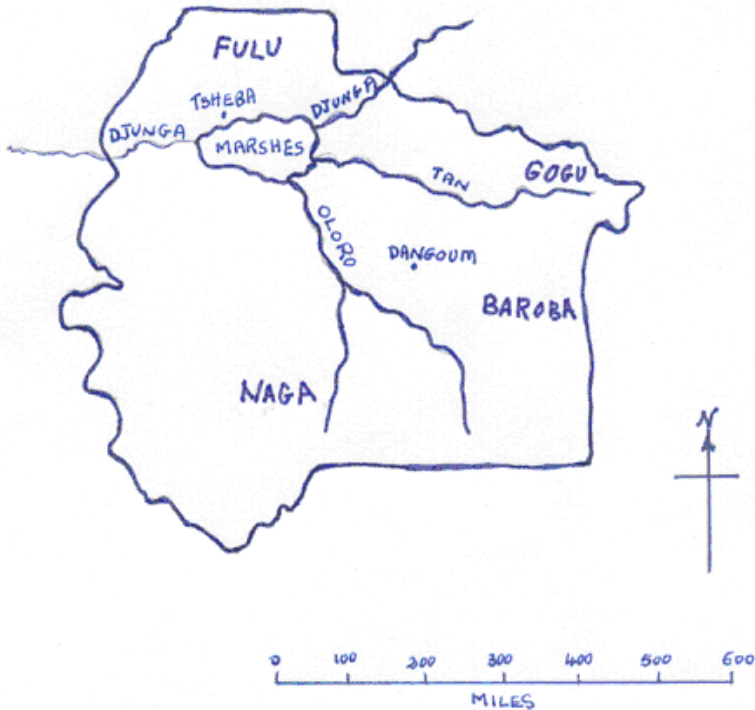 FULU
TSHEBA
DJUNGA
DJUNGA
MARSHES
TAN
GOGU
OLORO
DANGOUM
BAROBA
NAGA
N
0 100 200 300 400 500 600
MILES